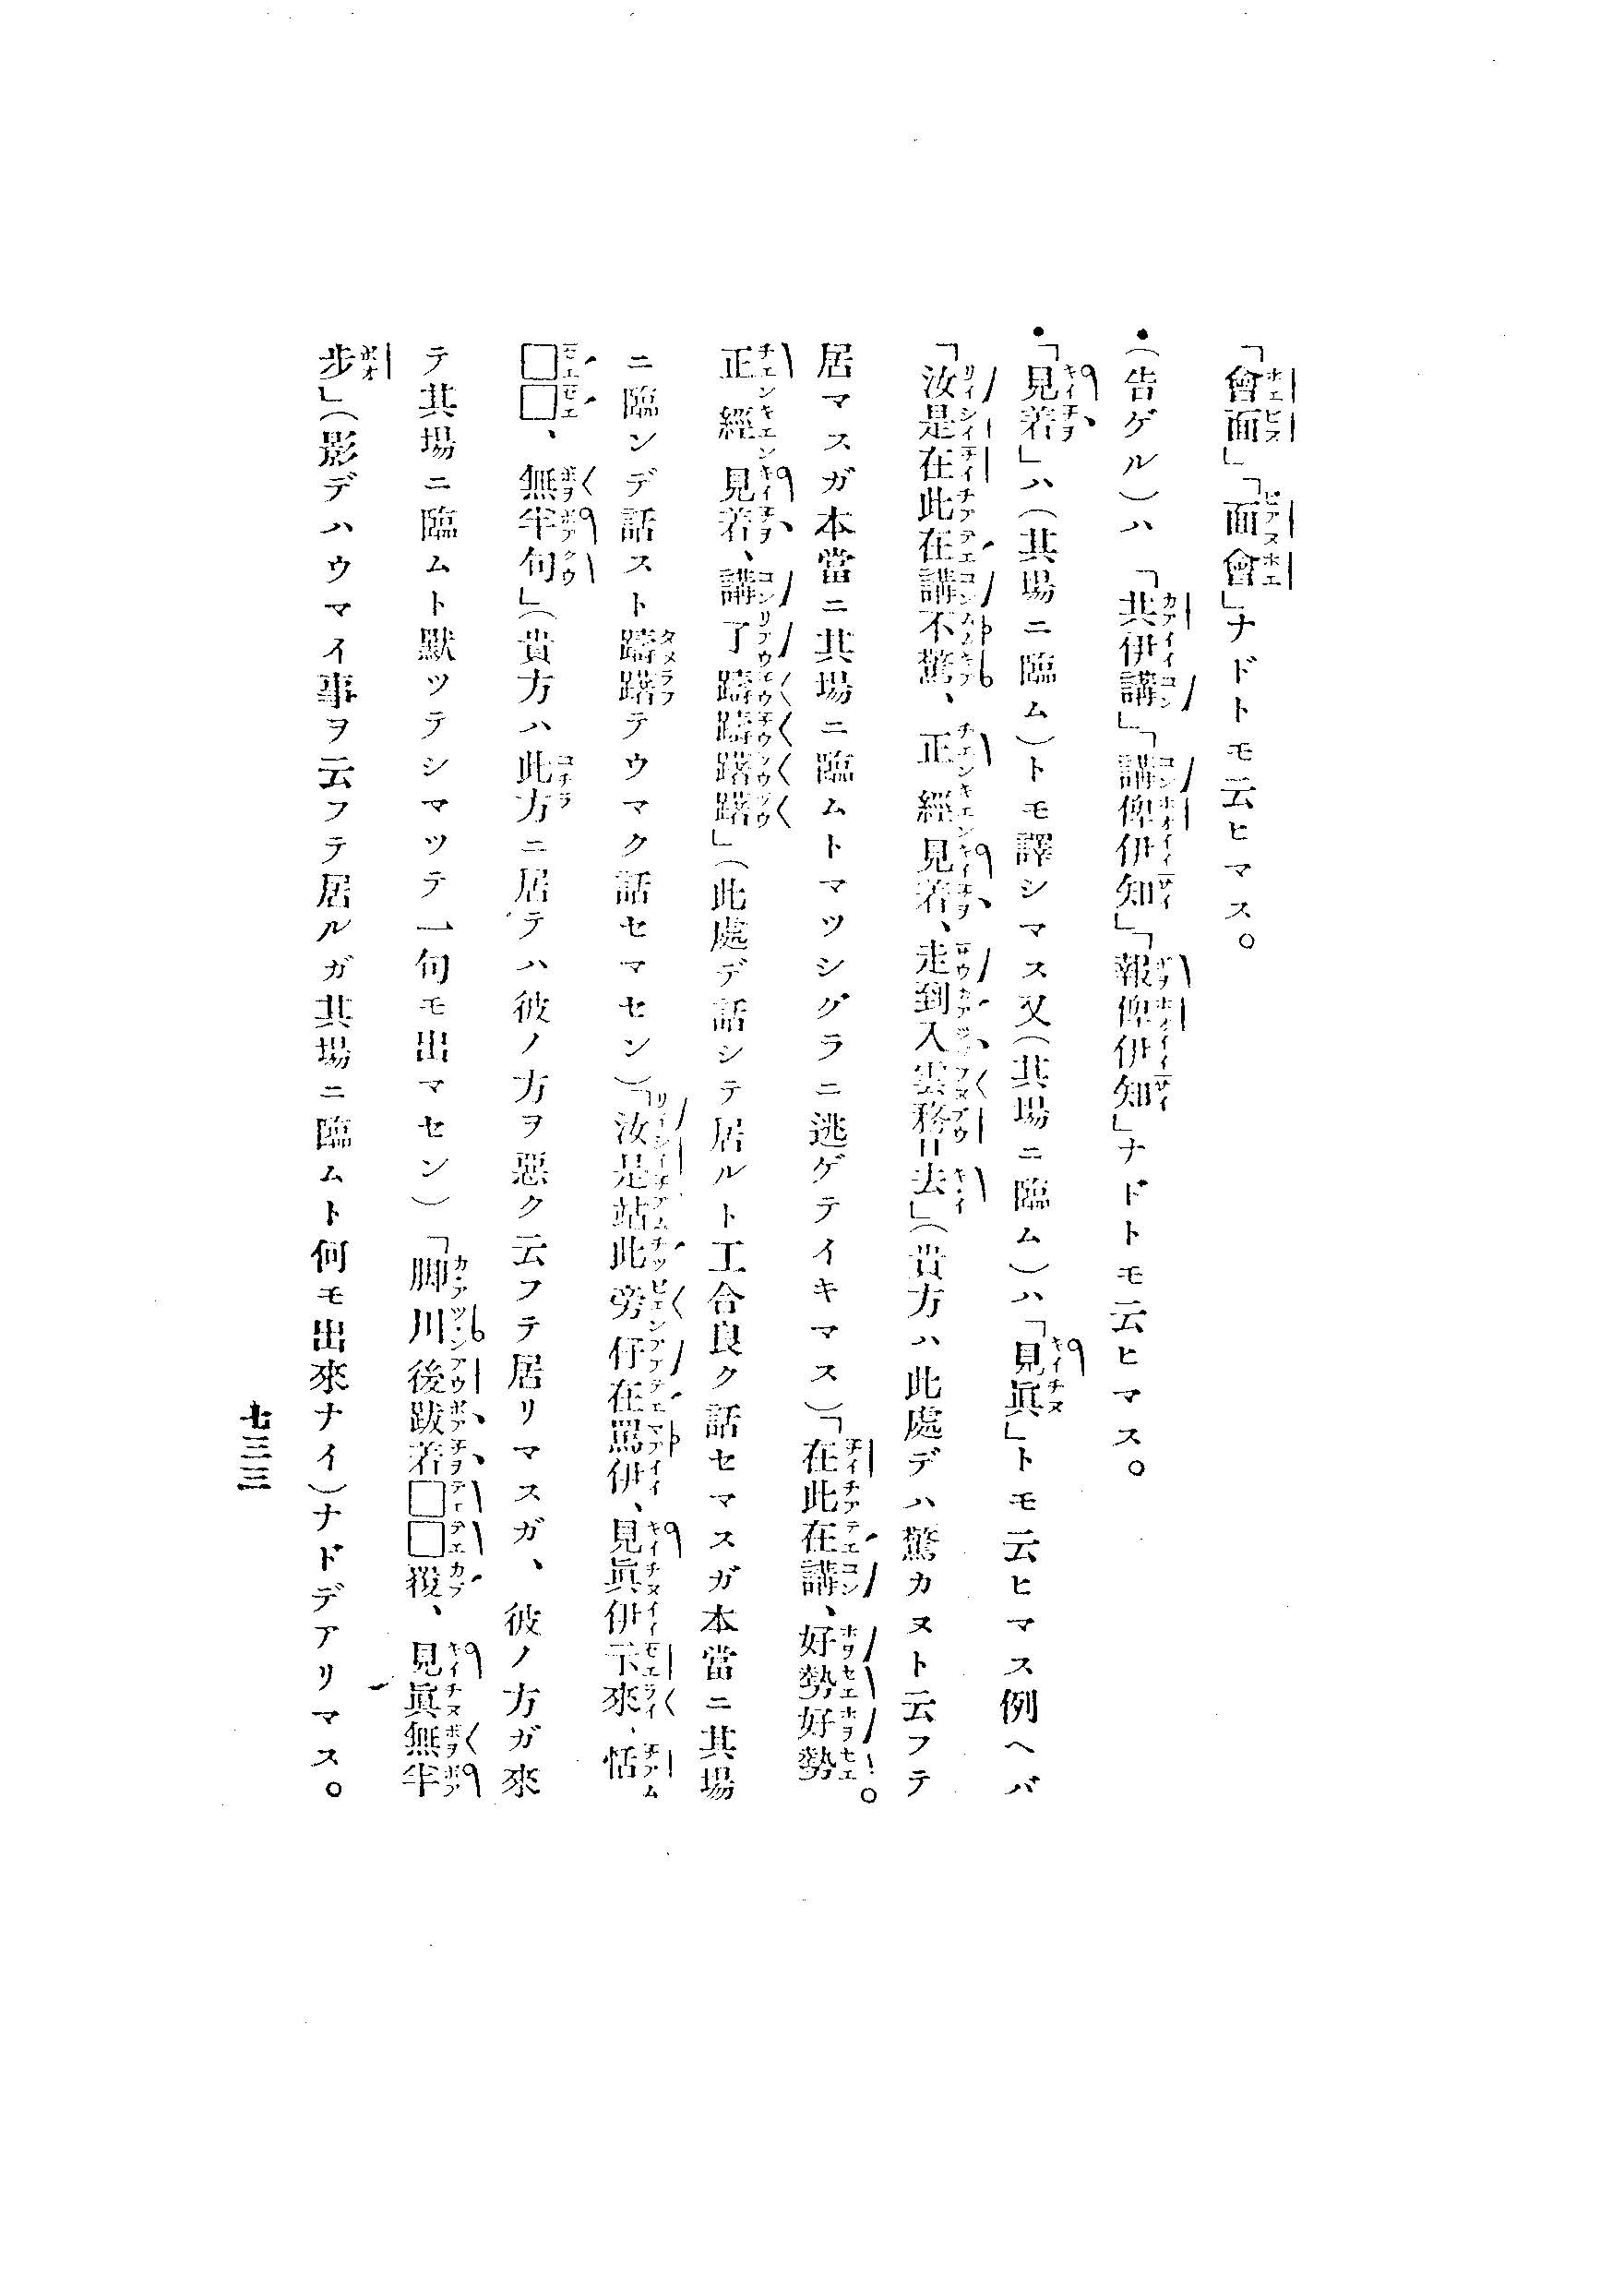 「會面」「面會」ナドトモ云ヒマス。
•(告ゲル)ハ「共伊講」「講俾伊知」「報俾伊知」ナドトモ云ヒマス。
•「見着」ハ(其場ニ臨ム)トモ譯シマス又(其場ニ臨ム)ハ「見眞」トモ云ヒマス例ヘバ
「汝是在此在講不驚、正經見着、走到入雲務=去」(貴方ハ此處デハ驚カヌト云フテ
居マスガ本當ニ其場ニ臨ムトマツシグラニ逃ゲテイキマス)「在此在講、好勢好勢。
正經見着、講了躊躊躇躇」(此處デ話シテ居ルト工合良ク話セマスガ本當ニ其場
ニ臨ンデ話スト躊躇テウマク話セマセン)「汝是站此旁仔在罵伊、見眞伊示來、恬
□□、無半句」(貴方ハ此方ニ居テハ彼ノ方ヲ惡ク云フテ居リマスガ、彼ノ方ガ來
テ其場ニ臨ムト默ツテシマツテ一句モ出マセン)「脚川後跋着□□、見眞無半
步」(影デハウマイ事ヲ云フテ居ルガ其場ニ臨ムト何モ出來ナイ)ナドデアリマス。
七三三